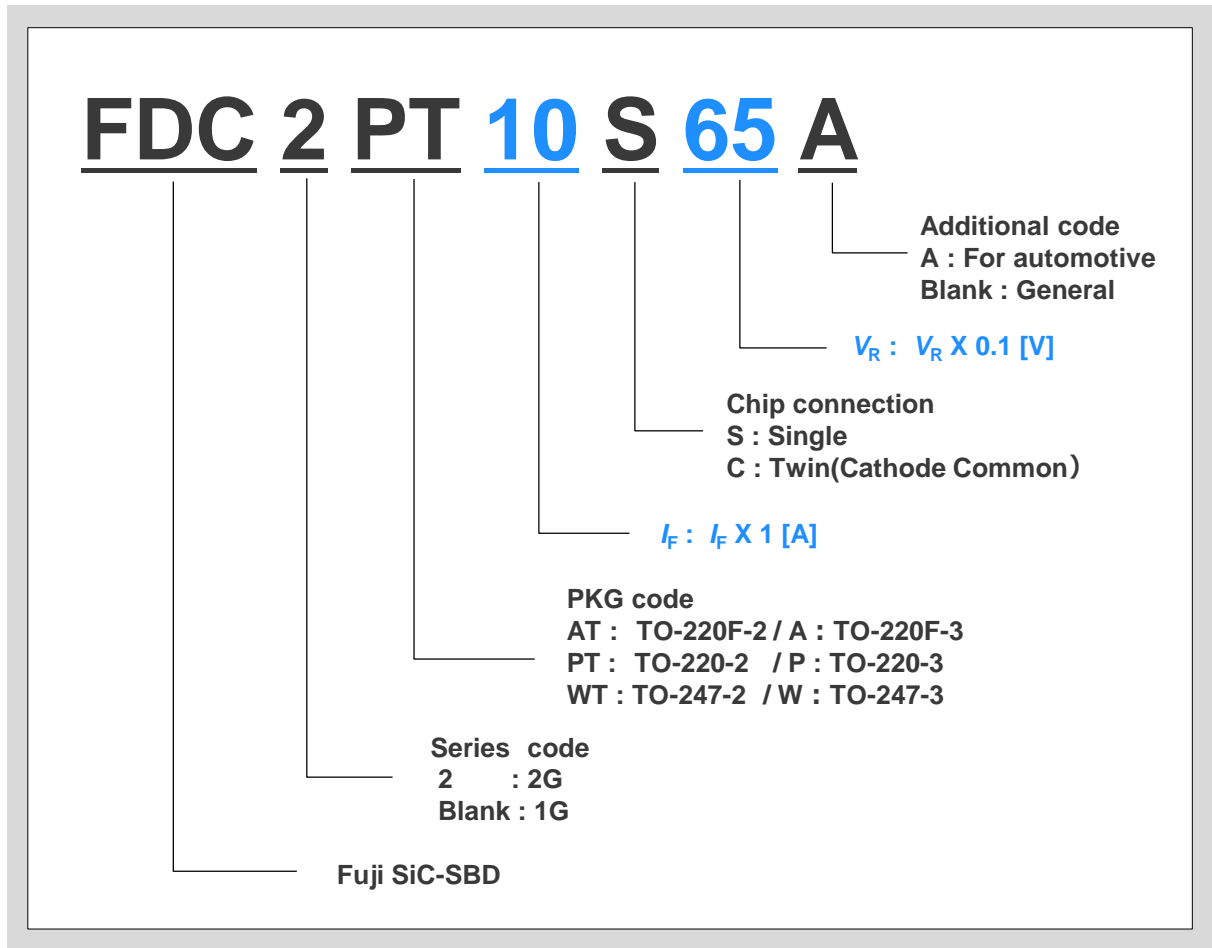 FDC 2 PT 10 S 65 A
Additional code
A : For automotive
Blank : General
VR : VR X 0.1 [V]
Chip connection
S : Single
C : Twin(Cathode Common）
IF : IF X 1 [A]
PKG code
AT : TO-220F-2 / A : TO-220F-3
PT : TO-220-2 / P : TO-220-3
WT : TO-247-2 / W : TO-247-3
Series code
2 : 2G
Blank : 1G
Fuji SiC-SBD